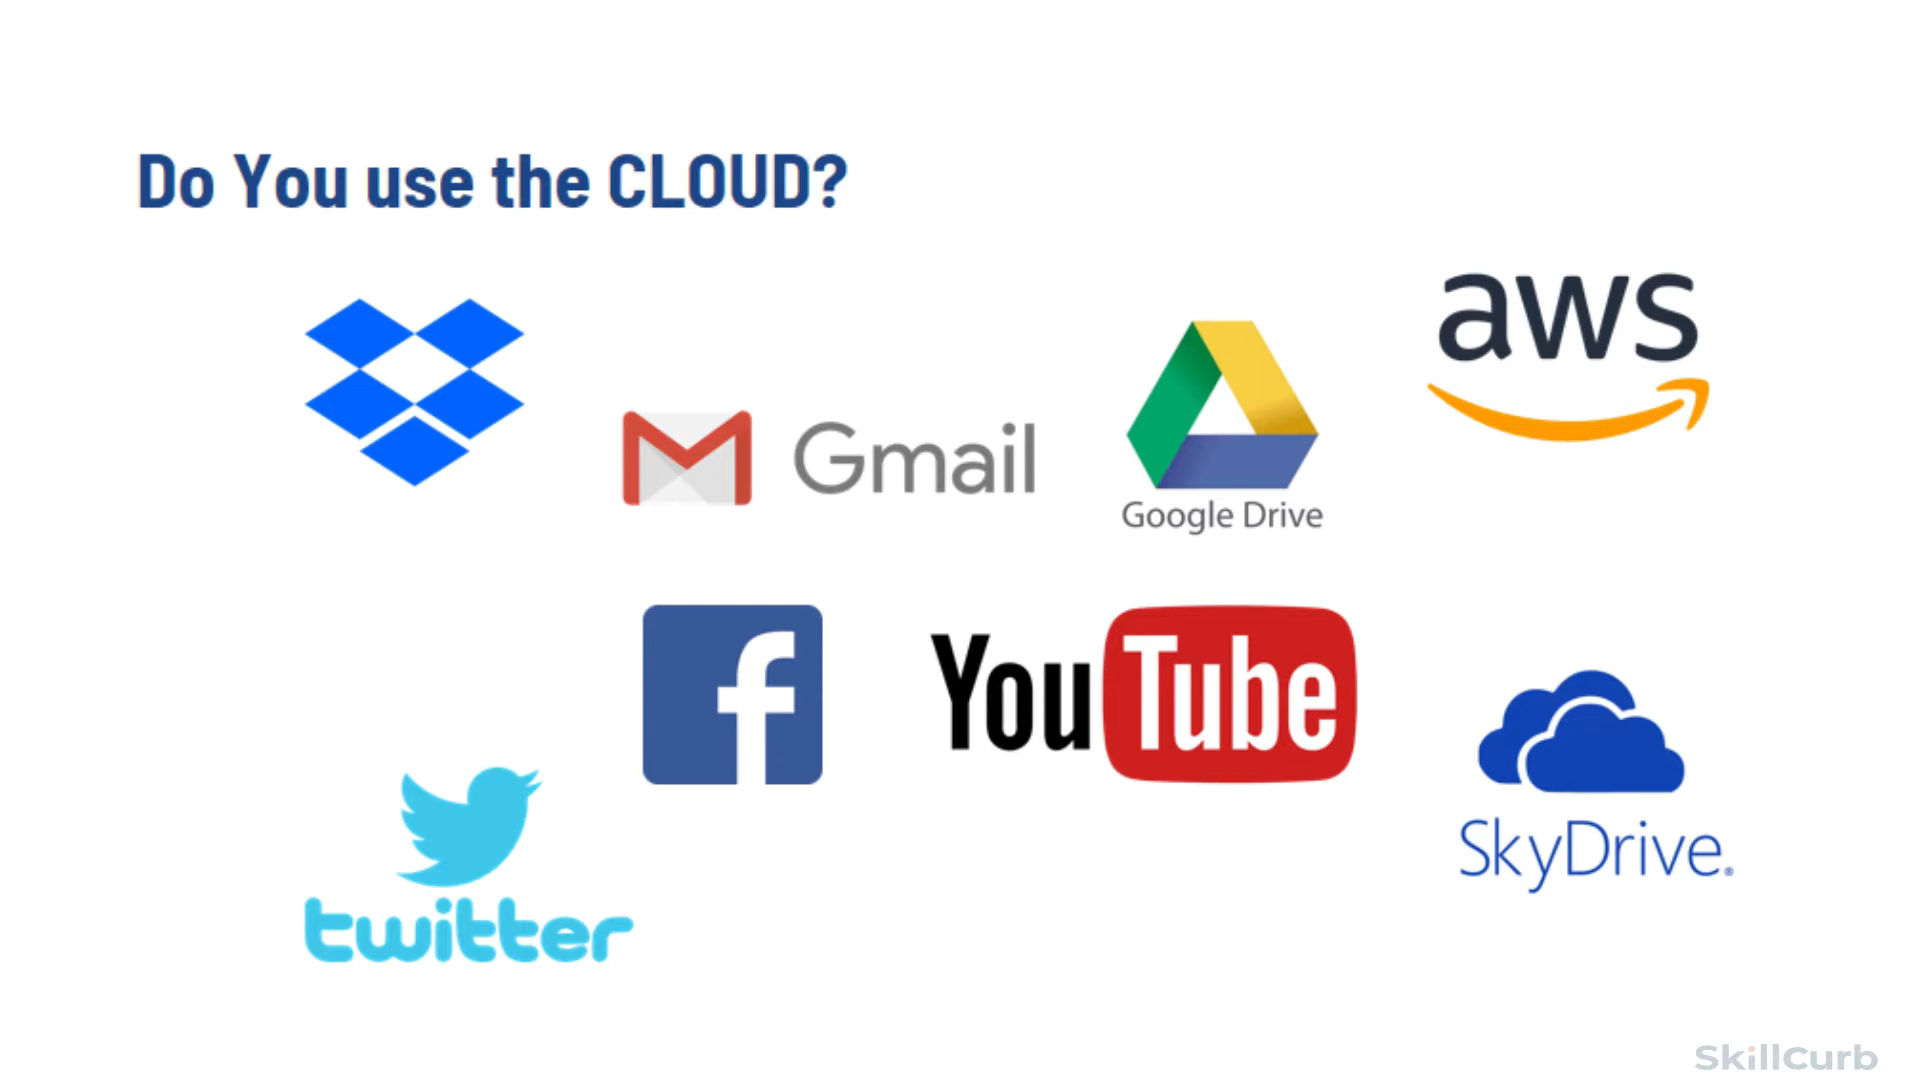 Do You use the CLOUD?
aws
Gmail
Google Drive
YouTube
twitter
SkyDrive®
SkillCurb